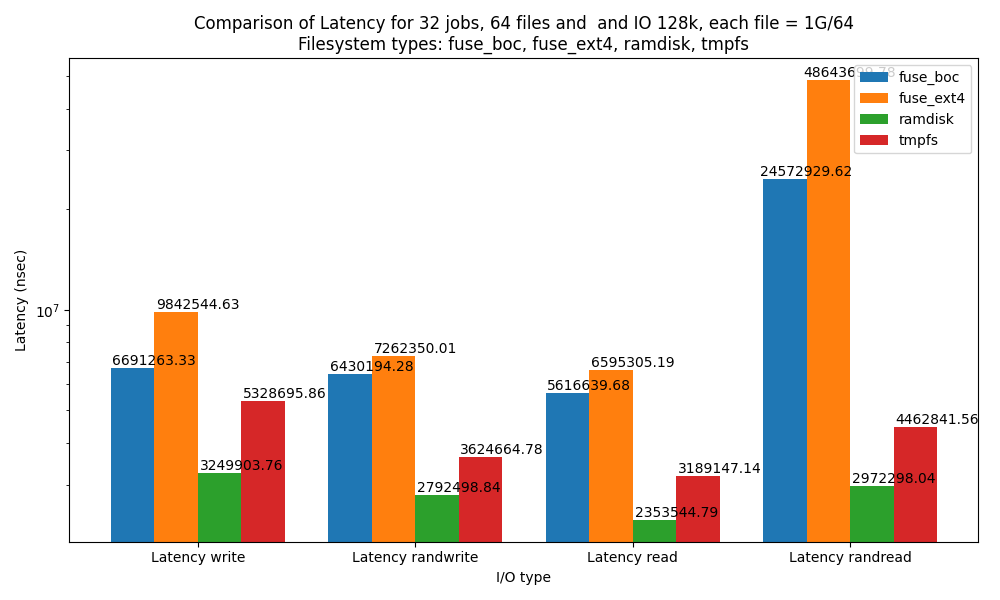 Comparison of Latency for 32 jobs, 64 files and  and IO 128k, each file = 1G/64
Filesystem types: fuse_boc, fuse_ext4, ramdisk, tmpfs
fuse_boc
fuse_ext4
ramdisk
tmpfs
24572929.62
9842544.63
7262350.01
6691263.33
6430194.28
6595305.19
5616639.68
5328695.86
4462841.56
3624664.78
3249903.76
3189147.14
2972298.04
2792498.84
2353544.79
10^7
Latency (nsec)
Latency write
Latency randwrite
Latency read
Latency randread
I/O type